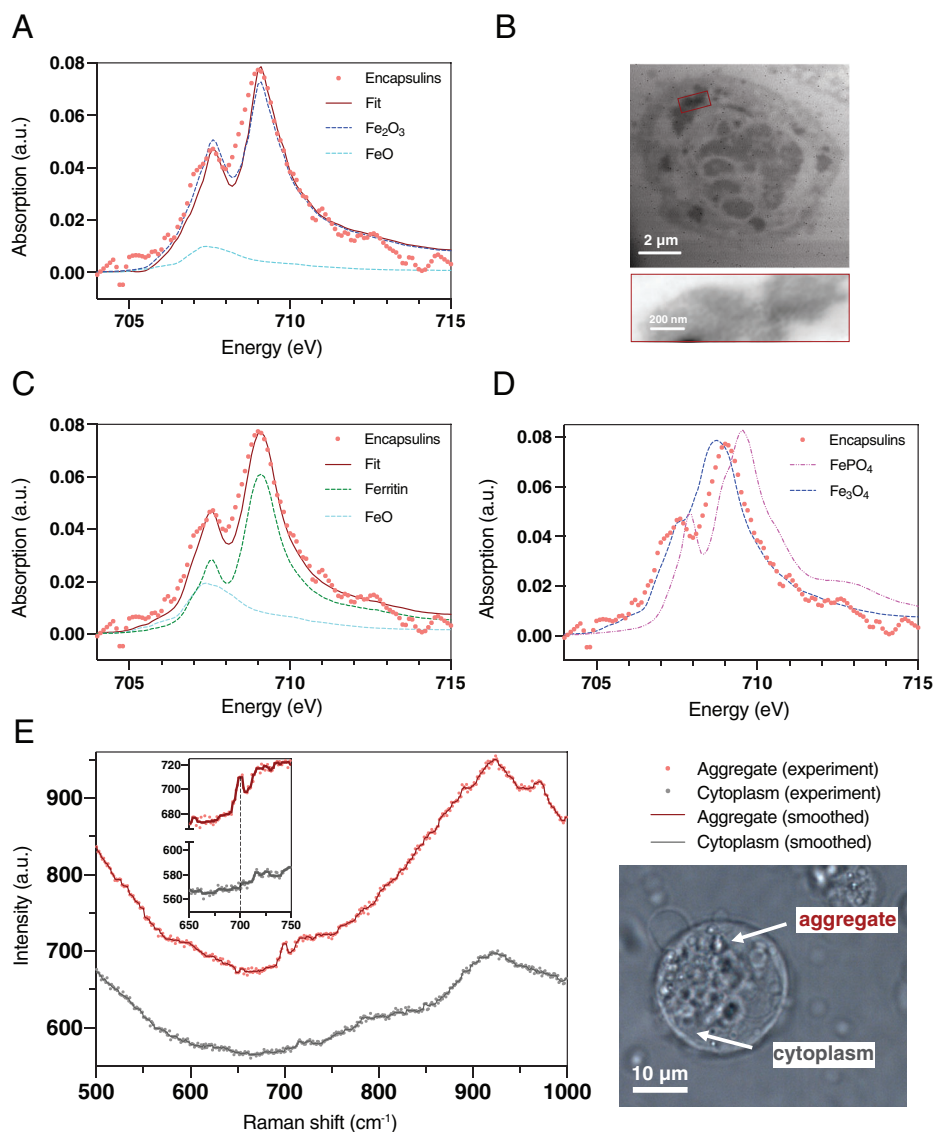 A
0.08
0.06
0.04
0.02
0.00
Absorption (a.u.)
705
710
715
Energy (eV)
Encapsulins
Fit
Fe₂O₃
FeO
B
2 µm
200 nm
C
0.08
0.06
0.04
0.02
0.00
Absorption (a.u.)
705
710
715
Energy (eV)
Encapsulins
Fit
Ferritin
FeO
D
0.08
0.06
0.04
0.02
0.00
Absorption (a.u.)
705
710
715
Energy (eV)
Encapsulins
FePO₄
Fe₃O₄
E
900
800
700
600
Intensity (a.u.)
500
600
700
800
900
1000
Raman shift (cm⁻¹)
720
700
680
600
580
560
650
700
750
Aggregate (experiment)
Cytoplasm (experiment)
Aggregate (smoothed)
Cytoplasm (smoothed)
aggregate
cytoplasm
10 µm